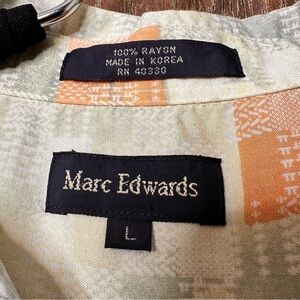 100% RAYON
MADE IN KOREA
RN 40330
Marc Edwards
L